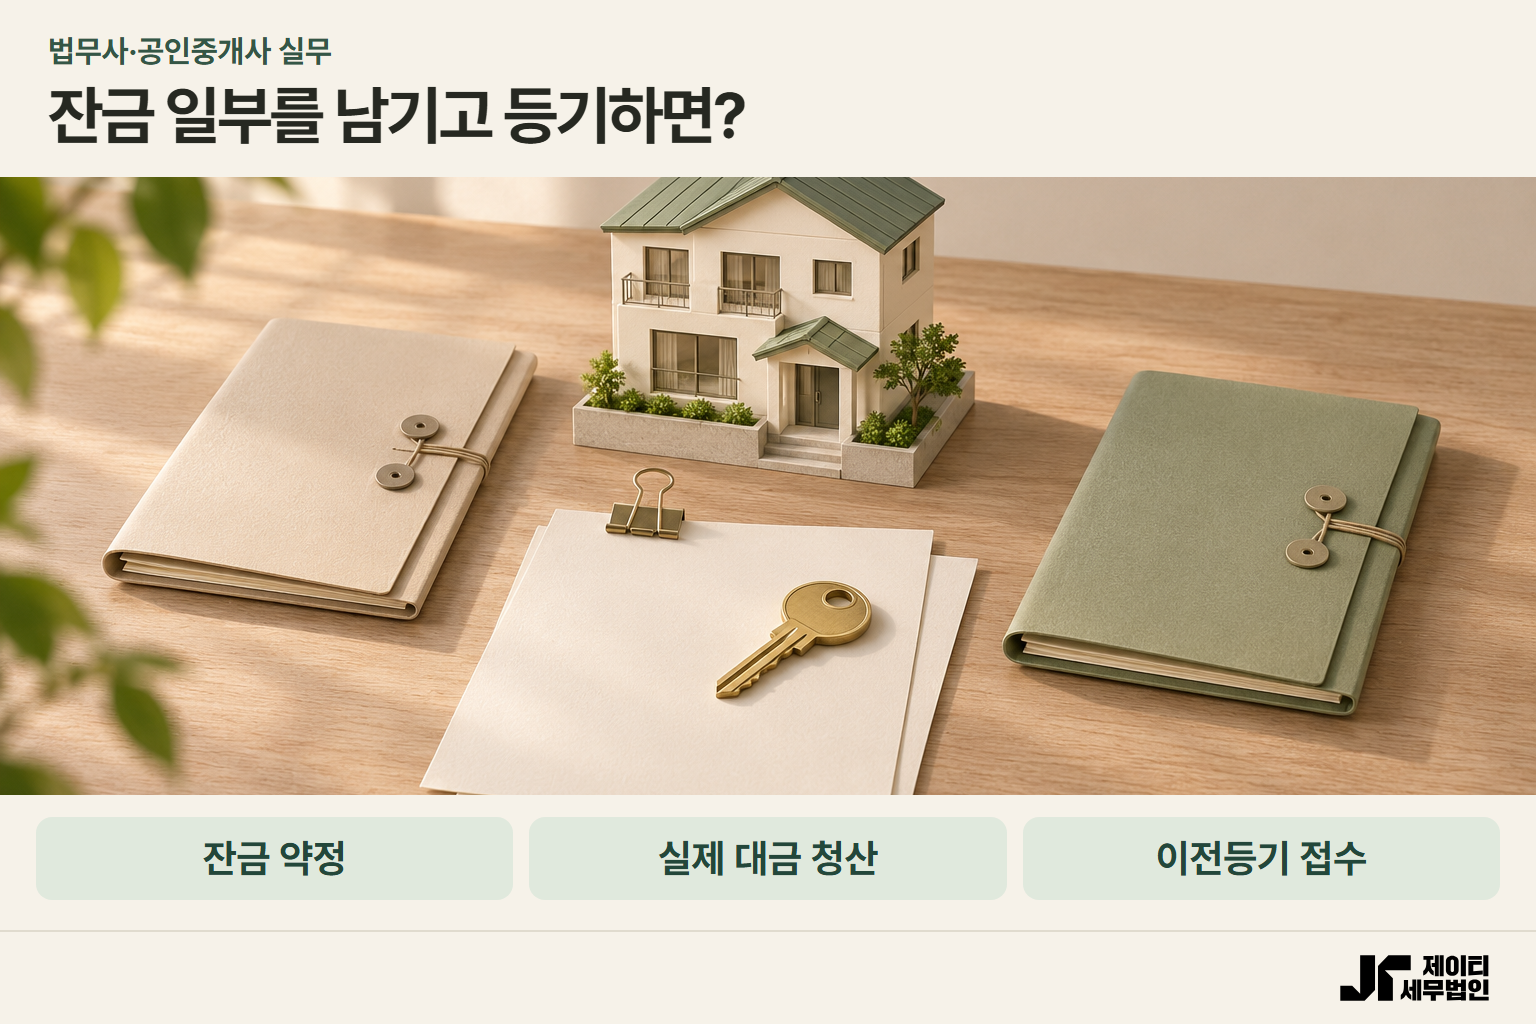 법무사·공인중개사 실무
잔금 일부를 남기고 등기하면?
잔금 약정
실제 대금 청산
이전등기 접수
제이티
세무법인